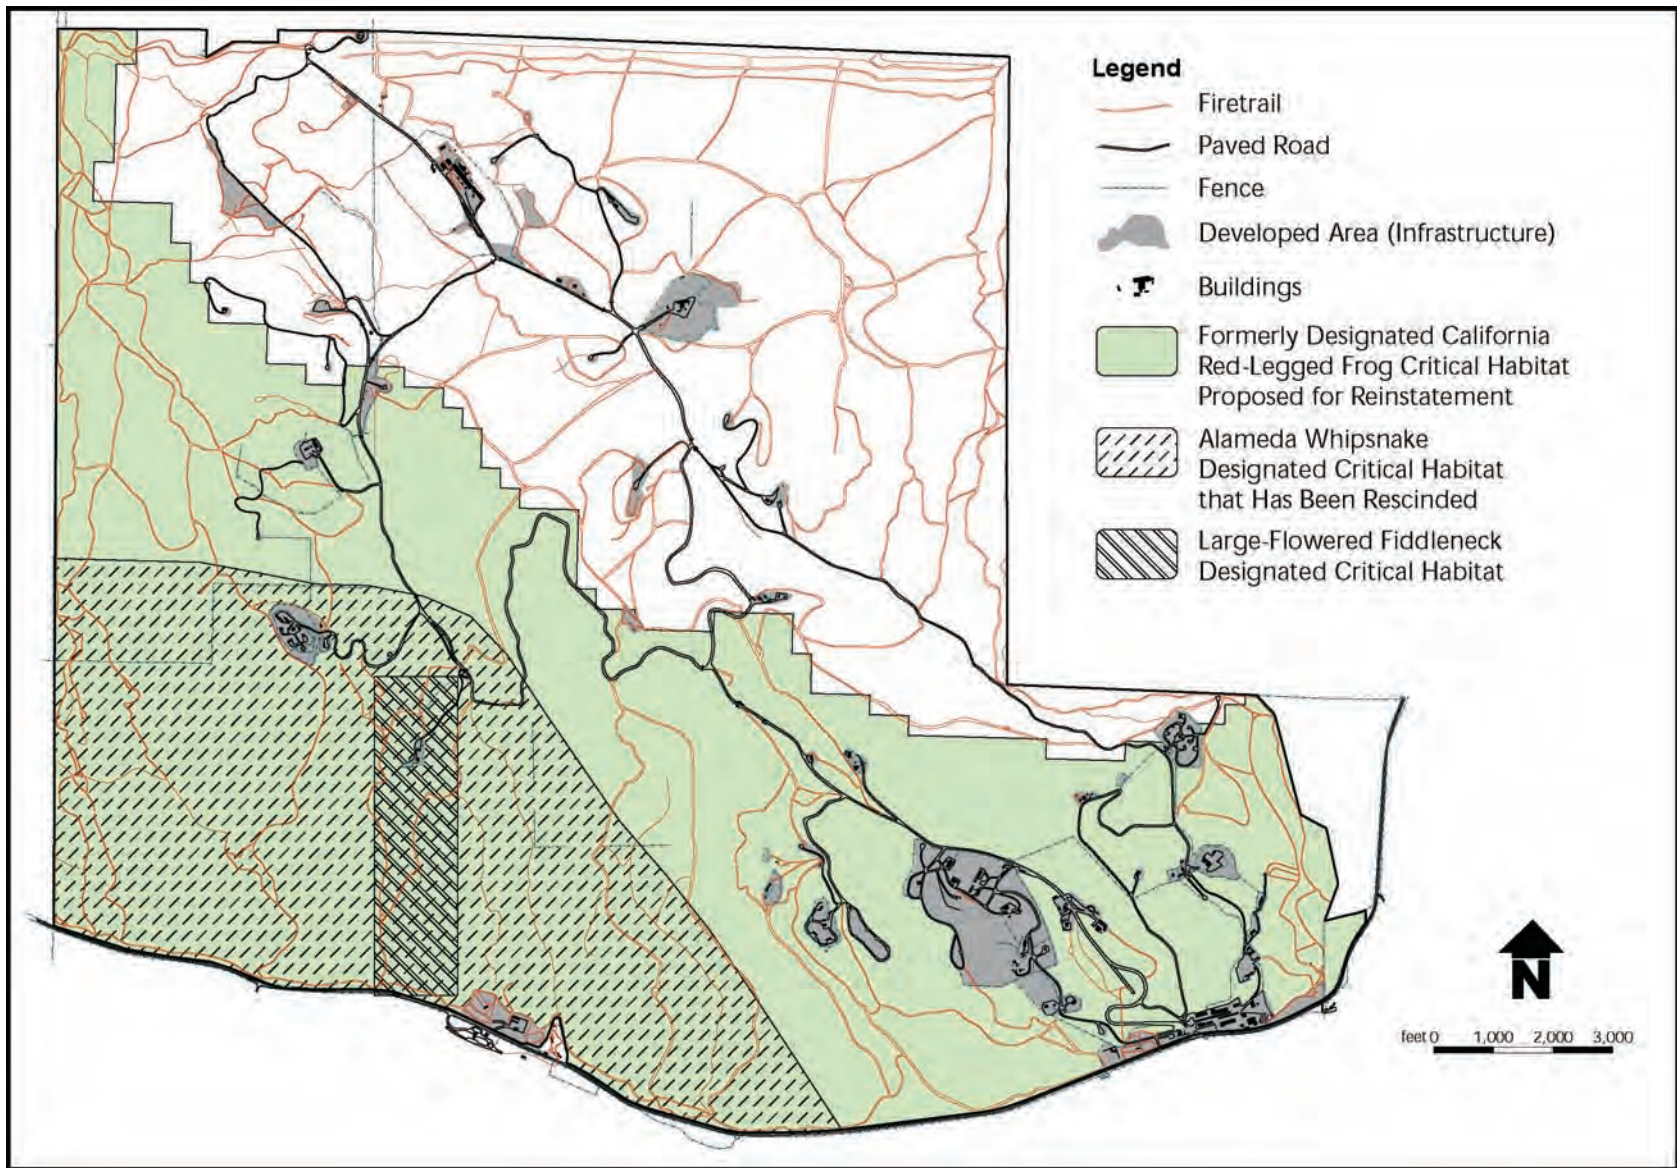 Legend
Firetrail
Paved Road
Fence
Developed Area (Infrastructure)
Buildings
Formerly Designated California
Red-Legged Frog Critical Habitat
Proposed for Reinstatement
Alameda Whipsnake
Designated Critical Habitat
that Has Been Rescinded
Large-Flowered Fiddleneck
Designated Critical Habitat
N
feet 0 1,000 2,000 3,000